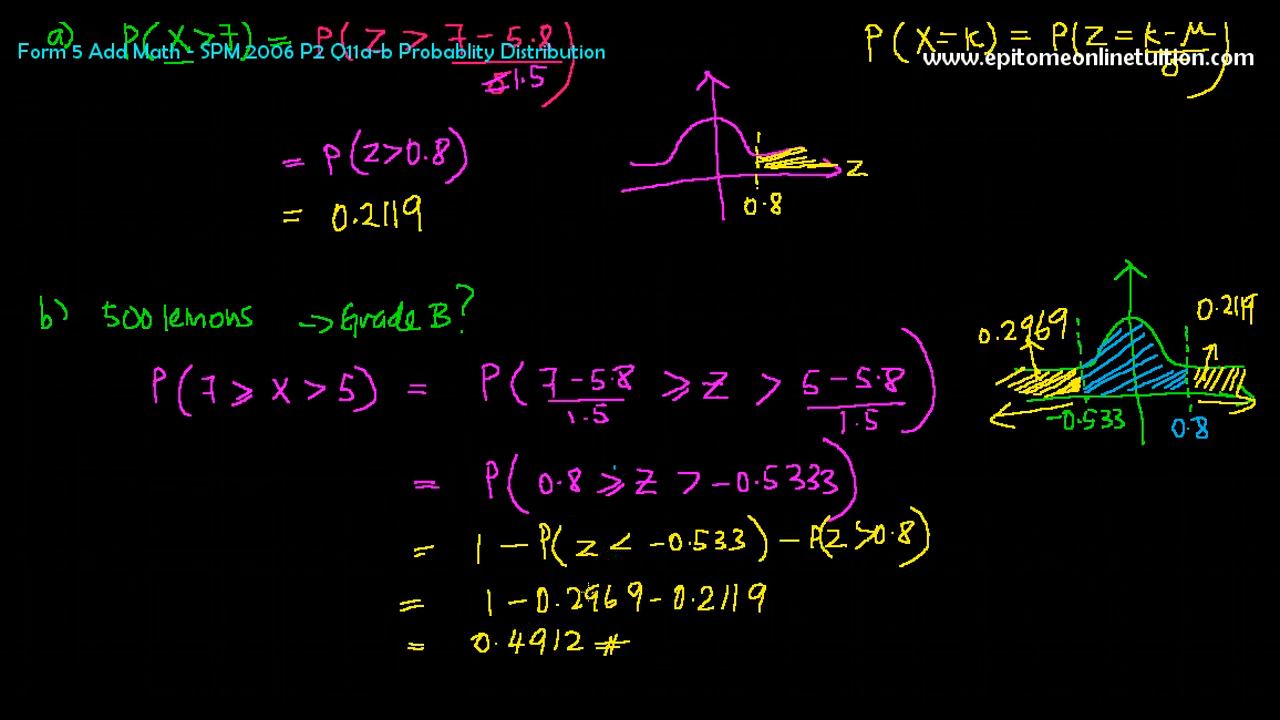 a) P(X>7) = P(Z > 7-5.8/1.5)
Form 5 Add Math - SPM 2006 P2 Q11a-b Probablity Distribution
P(X=k) = P(Z = k-μ/σ)
www.epitomeonlinetuition.com
= P(Z>0.8)
= 0.2119
Z
0.8
b) 500 lemons → Grade B?
0.2969
0.2119
-0.533
0.8
P(7 ⩾ X > 5) = P(7-5.8/1.5 ⩾ Z > 5-5.8/1.5)
= P(0.8 ⩾ Z > -0.5333)
= 1 - P(Z < -0.533) - P(Z>0.8)
= 1 - 0.2969 - 0.2119
= 0.4912 #